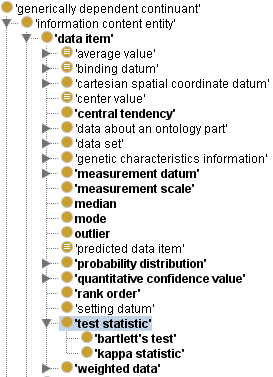 'generically dependent continuant'
'information content entity'
'data item'
'average value'
'binding datum'
'cartesian spatial coordinate datum'
'center value'
'central tendency'
'data about an ontology part'
'data set'
'genetic characteristics information'
'measurement datum'
'measurement scale'
median
mode
outlier
'predicted data item'
'probability distribution'
'quantitative confidence value'
'rank order'
'setting datum'
'test statistic'
'bartlett's test'
'kappa statistic'
'weighted data'